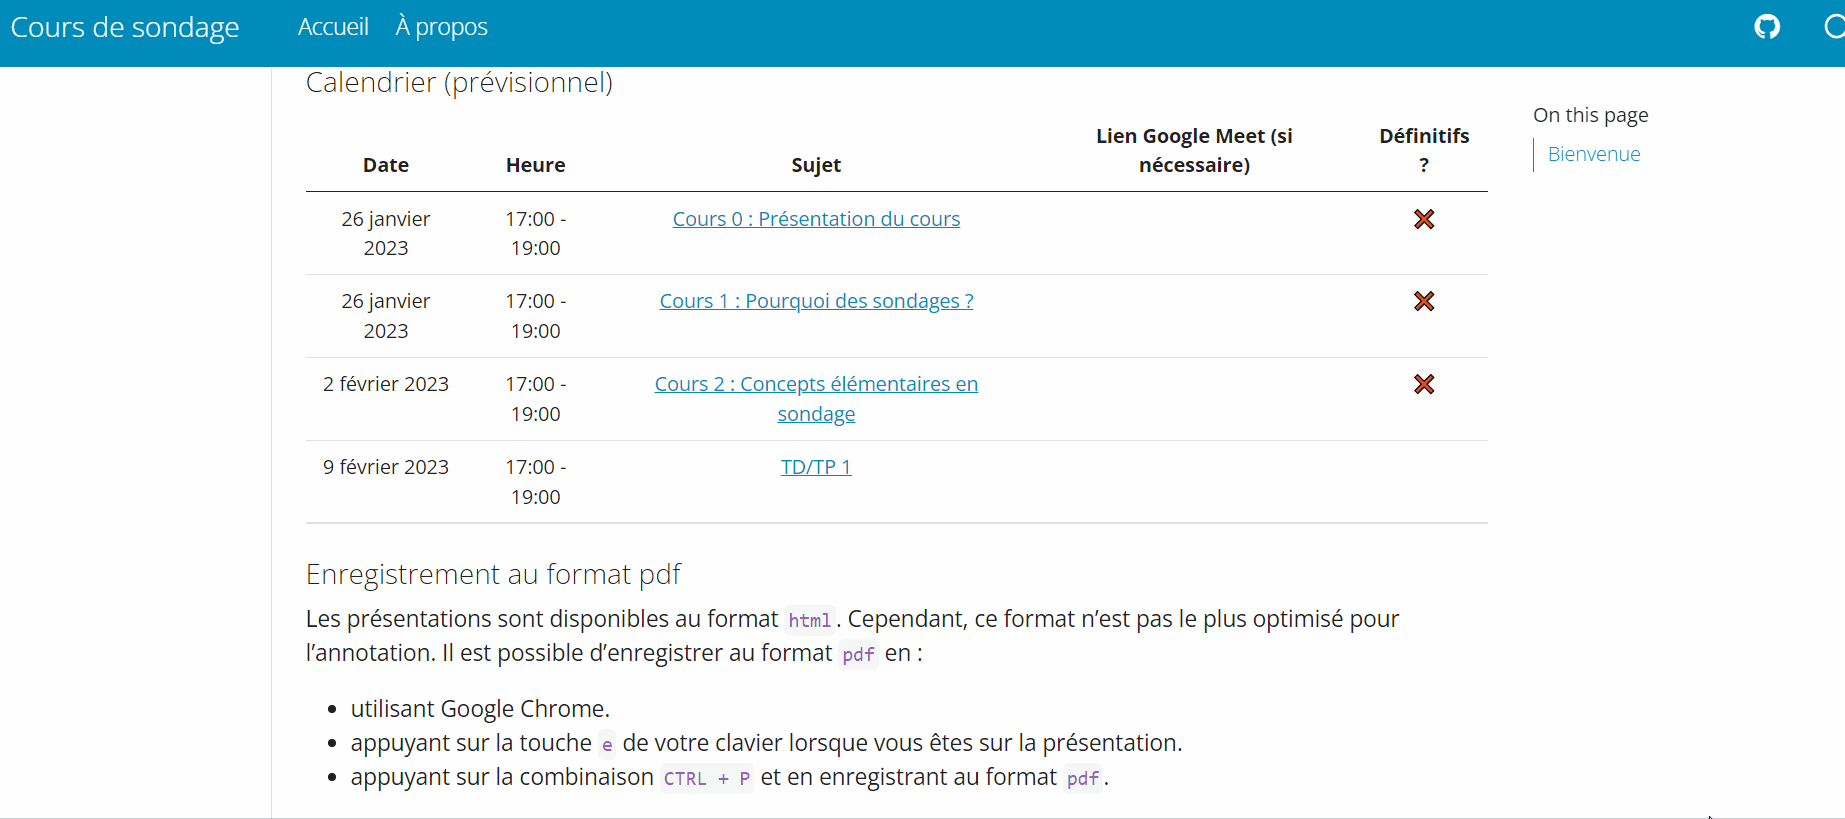 Cours de sondage Accueil À propos
Calendrier (prévisionnel)
On this page
Bienvenue
Date Heure Sujet Lien Google Meet (si nécessaire) Définitifs ?
26 janvier 2023 17:00 - 19:00 Cours 0 : Présentation du cours
26 janvier 2023 17:00 - 19:00 Cours 1 : Pourquoi des sondages ?
2 février 2023 17:00 - 19:00 Cours 2 : Concepts élémentaires en sondage
9 février 2023 17:00 - 19:00 TD/TP 1
Enregistrement au format pdf
Les présentations sont disponibles au format html. Cependant, ce format n’est pas le plus optimisé pour
l’annotation. Il est possible d’enregistrer au format pdf en :
• utilisant Google Chrome.
• appuyant sur la touche e de votre clavier lorsque vous êtes sur la présentation.
• appuyant sur la combinaison CTRL + P et en enregistrant au format pdf.